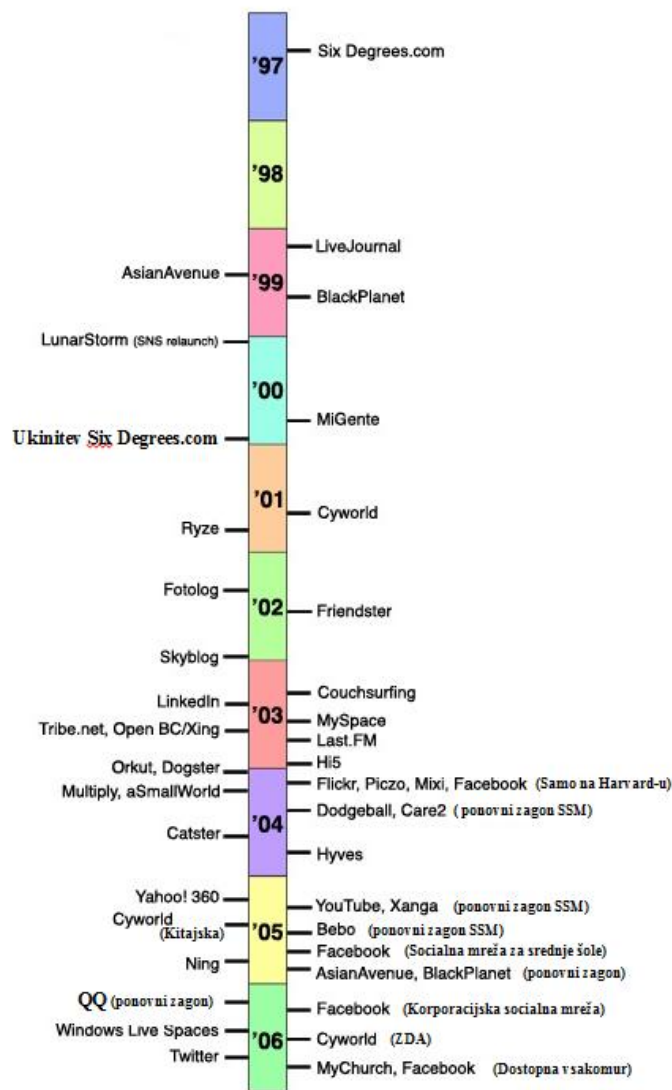 '97
Six Degrees.com
'98
LiveJournal
AsianAvenue
'99
BlackPlanet
LunarStorm (SNS relaunch)
'00
MiGente
Ukinitev Six Degrees.com
'01
Cyworld
Ryze
Fotolog
'02
Friendster
Skyblog
Couchsurfing
LinkedIn
'03
MySpace
Tribe.net, Open BC/Xing
Last.FM
Hi5
Orkut, Dogster
Flickr, Piczo, Mixi, Facebook (Samo na Harvard-u)
Multiply, aSmallWorld
Dodgeball, Care2 ( ponovni zagon SSM)
'04
Catster
Hyves
Yahoo! 360
YouTube, Xanga (ponovni zagon SSM)
Cyworld
(Kitajska)
'05
Bebo (ponovni zagon SSM)
Facebook (Socialna mreža za srednje šole)
Ning
AsianAvenue, BlackPlanet (ponovni zagon)
QQ (ponovni zagon)
Facebook (Korporacijska socialna mreža)
Windows Live Spaces
'06
Cyworld (ZDA)
Twitter
MyChurch, Facebook (Dostopna vsakomur)